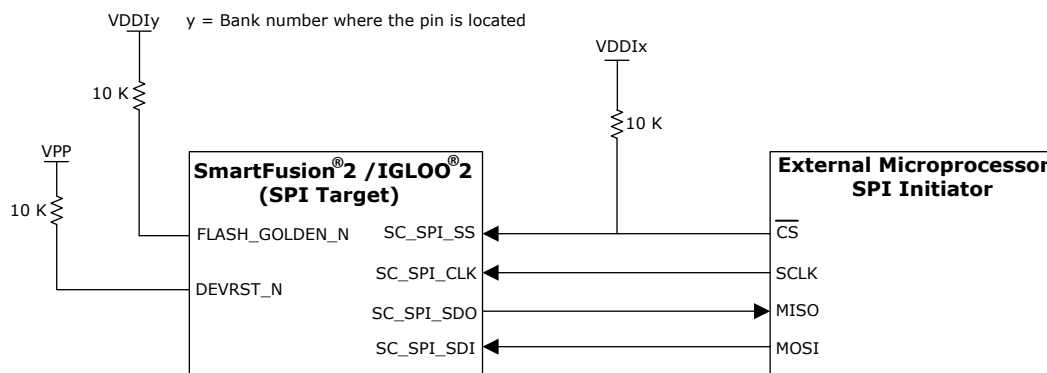 VDDIy y = Bank number where the pin is located
VDDIx
10 K
10 K
VPP
SmartFusion®2 /IGLOO®2
(SPI Target)
External Microprocessor
SPI Initiator
10 K
FLASH_GOLDEN_N
SC_SPI_SS
CS
SC_SPI_CLK
SCLK
DEVRST_N
SC_SPI_SDO
MISO
SC_SPI_SDI
MOSI